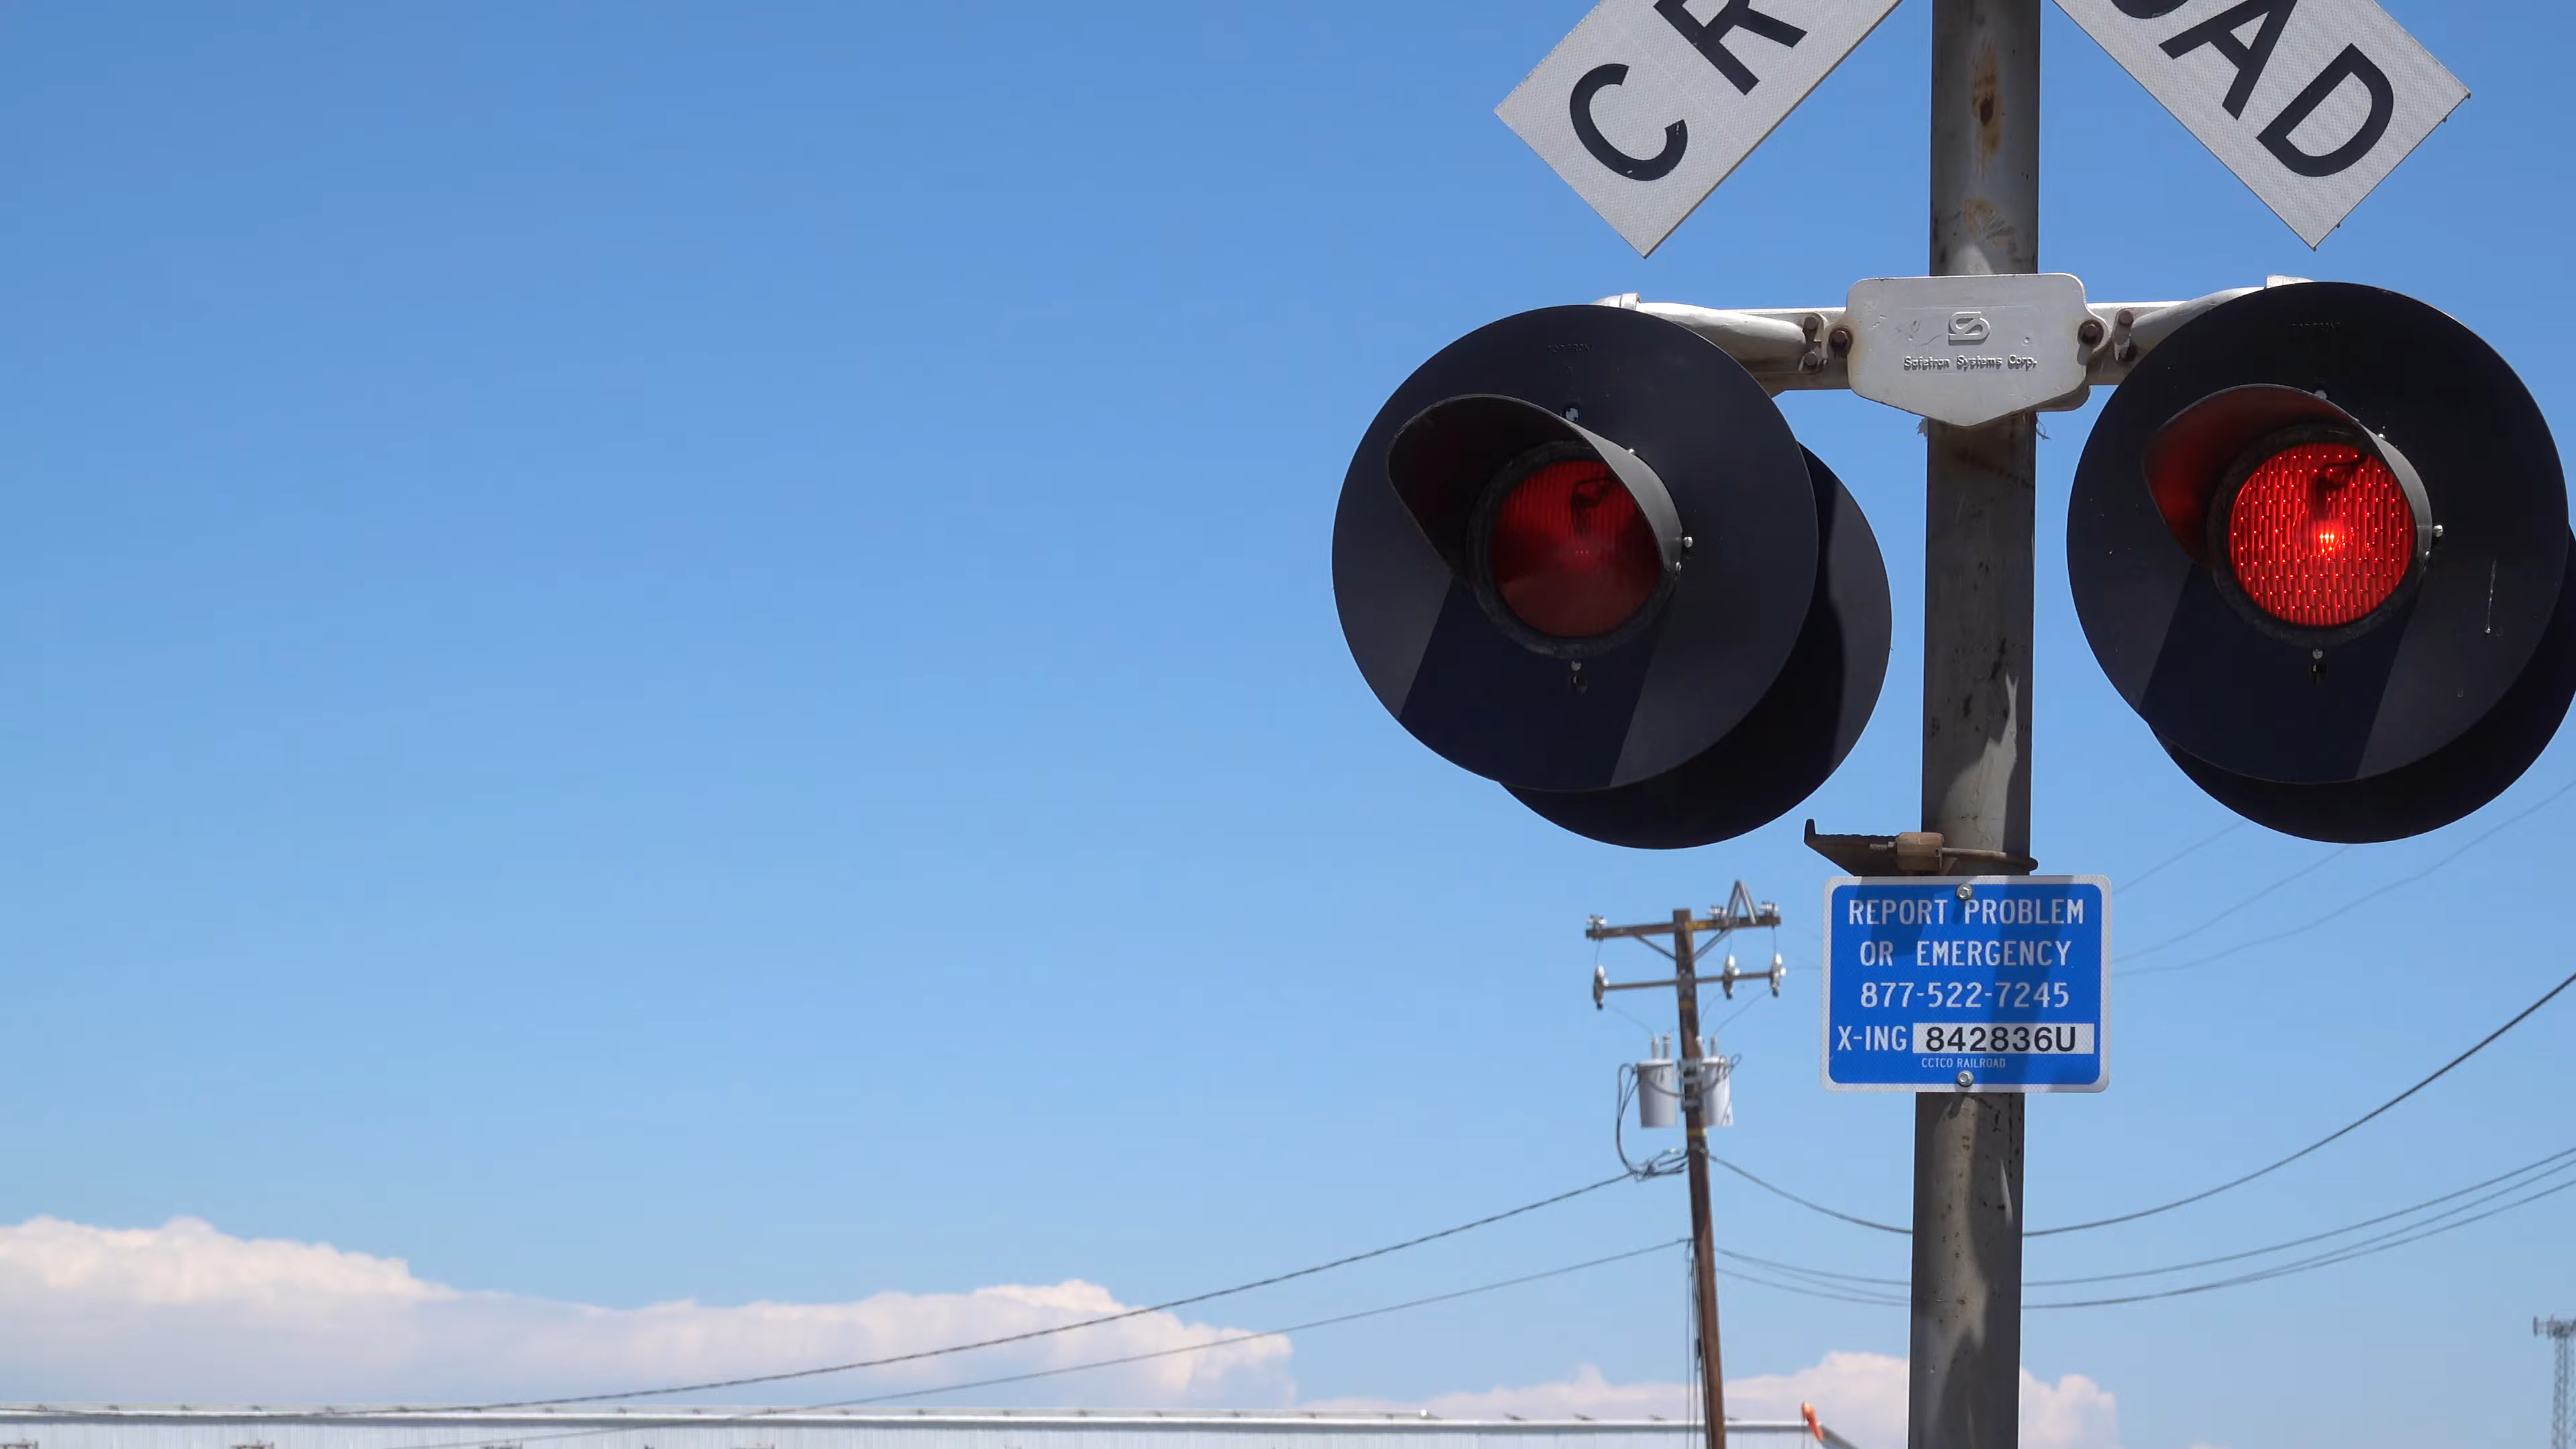 CR
OAD
Safetran Systems Corp.
REPORT PROBLEM
OR EMERGENCY
877-522-7245
X-ING 842836U
CCTCO RAILROAD